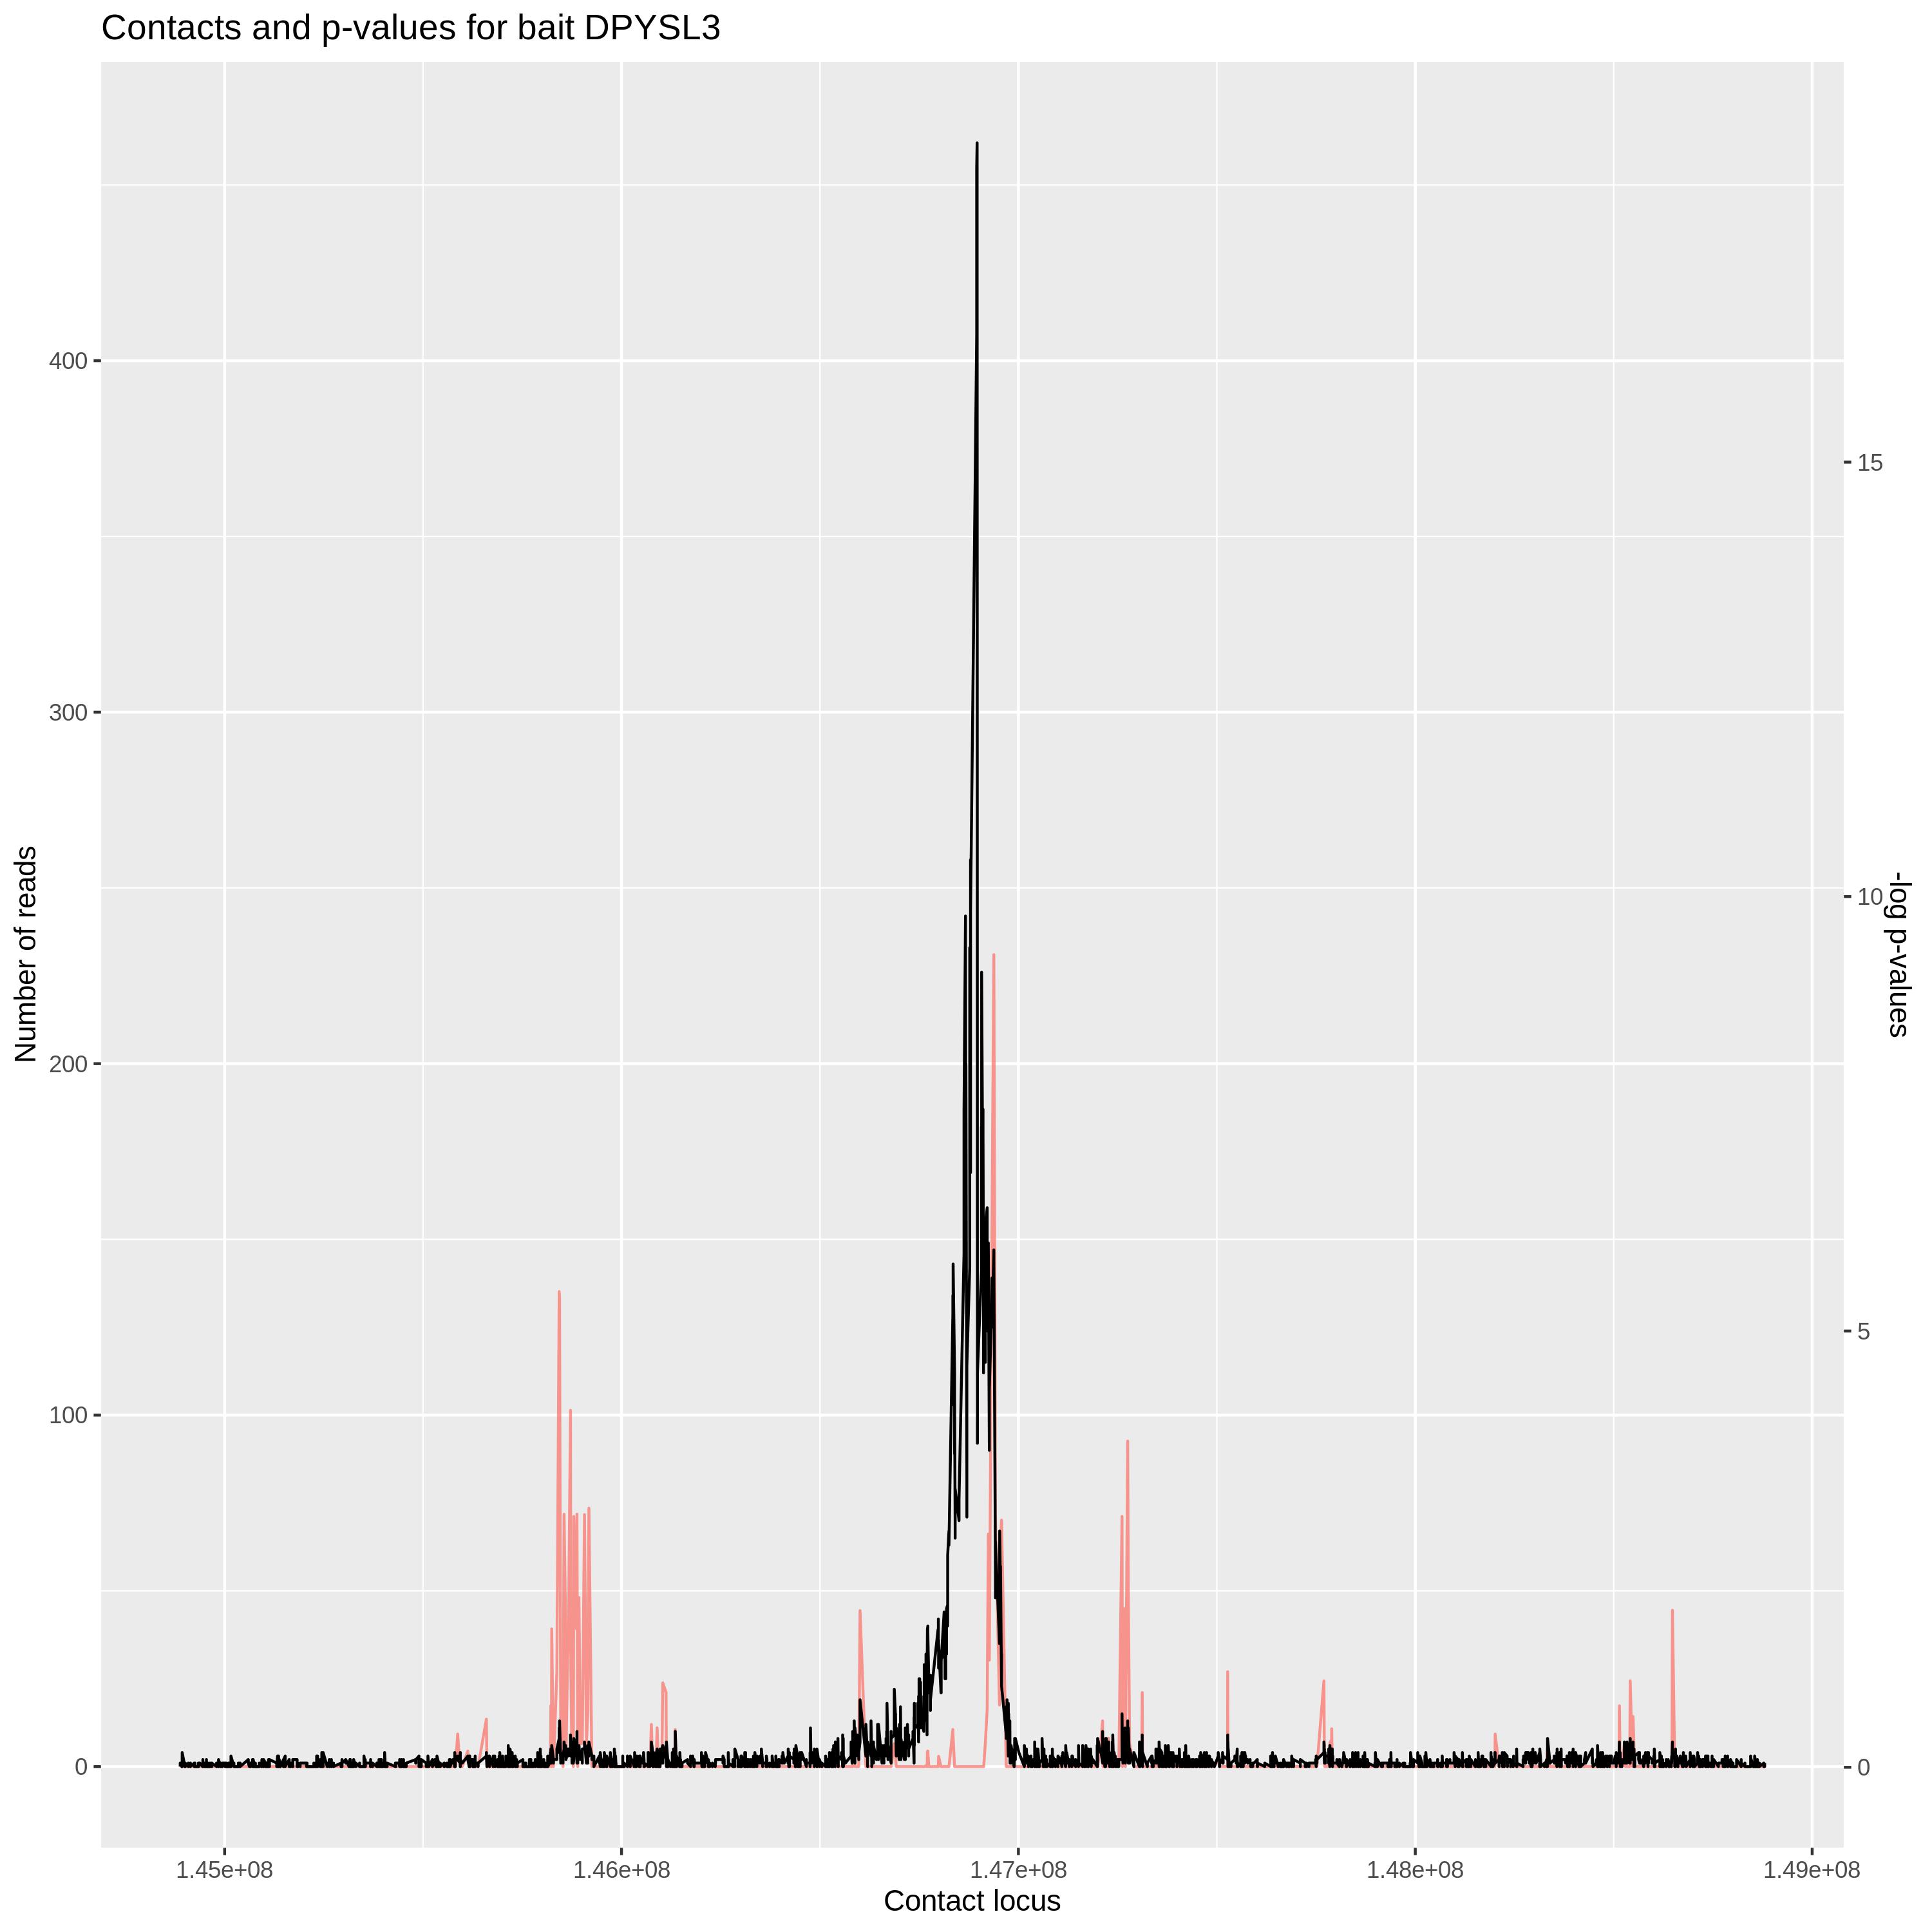 Contacts and p-values for bait DPYSL3
Number of reads
400
300
200
100
0
15
10
5
0
-log p-values
1.45e+08
1.46e+08
1.47e+08
1.48e+08
1.49e+08
Contact locus